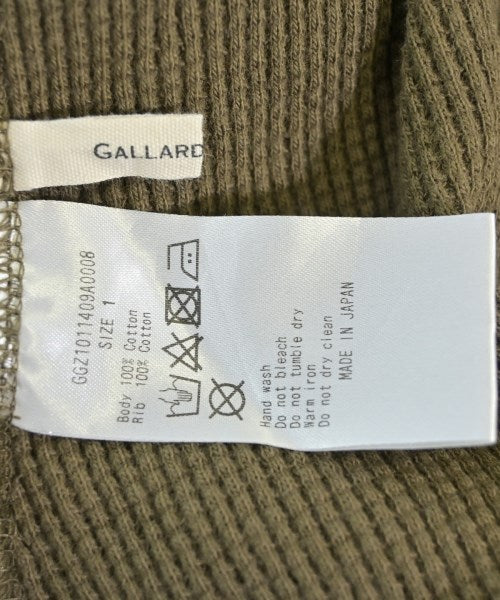 GALLARD
GGZ1011409A0008
SIZE 1
Body 100% Cotton
Rib 100% Cotton
Hand wash
Do not bleach
Do not tumble dry
Warm iron
Do not dry clean
MADE IN JAPAN